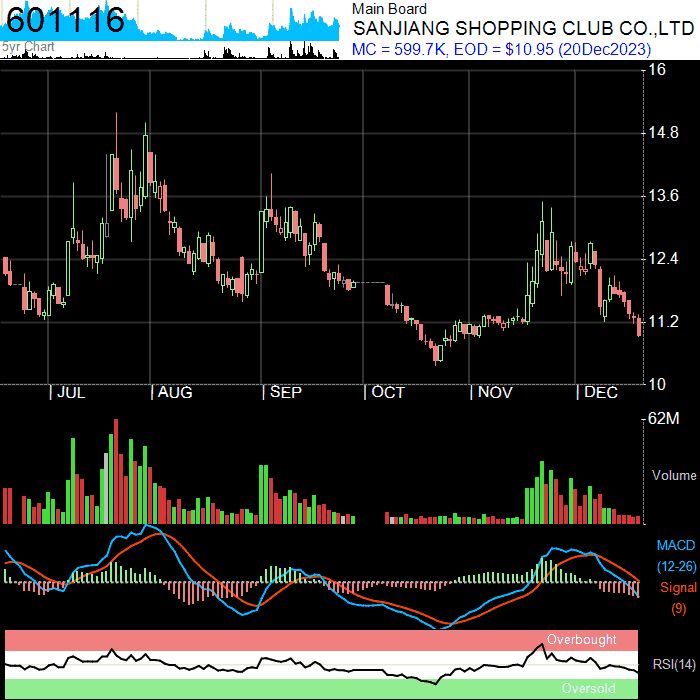 601116
5yr Chart
Main Board
SANJIANG SHOPPING CLUB CO.,LTD
MC = 599.7K, EOD = $10.95 (20Dec2023)
16
14.8
13.6
12.4
11.2
10
JUL
AUG
SEP
OCT
NOV
DEC
62M
Volume
MACD
(12-26)
Signal
(9)
Overbought
RSI(14)
Oversold